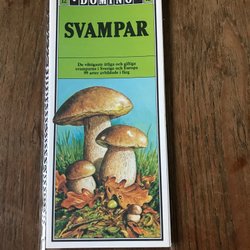 DOMINO
SVAMPAR
De viktigaste ätliga och giftiga
svamparna i Sverige och Europa
99 arter avbildade i färg